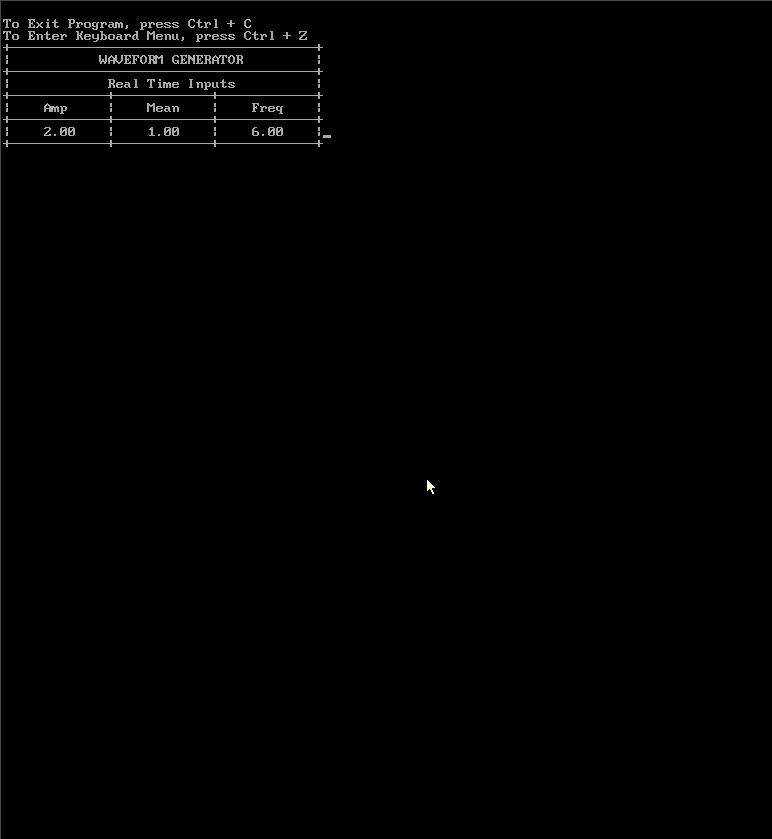 To Exit Program, press Ctrl + C
To Enter Keyboard Menu, press Ctrl + Z
WAVEFORM GENERATOR
Real Time Inputs
Amp Mean Freq
2.00 1.00 6.00